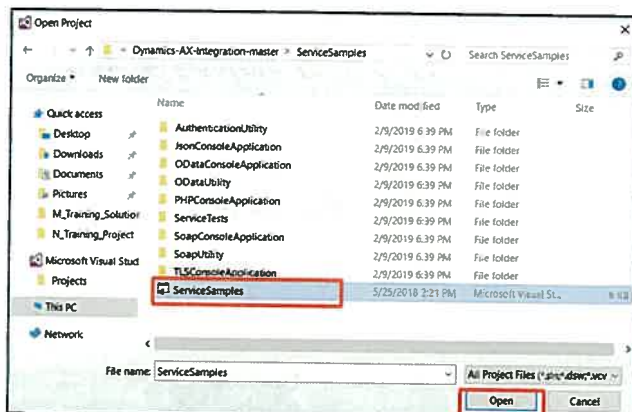 Open Project
Dynamics-AX-Integration-master > ServiceSamples
Search ServiceSamples
Organize
New folder
Name
Date modified
Type
Size
Quick access
Desktop
Downloads
Documents
Pictures
M_Training_Solution
N_Training_Project
Microsoft Visual Stud
Projects
This PC
Network
AuthenticationUtility 2/9/2019 6:39 PM File folder
JsonConsoleApplication 2/9/2019 6:39 PM File folder
ODataConsoleApplication 2/9/2019 6:39 PM File folder
ODataUtility 2/9/2019 6:39 PM File folder
PHPConsoleApplication 2/9/2019 6:39 PM File folder
ServiceTests 2/9/2019 6:39 PM File folder
SoapConsoleApplication 2/9/2019 6:39 PM File folder
SoapUtility 2/9/2019 6:39 PM File folder
TLSConsoleApplication 2/9/2019 6:39 PM File folder
ServiceSamples 5/25/2018 2:21 PM Microsoft Visual St...
File name: ServiceSamples
All Project Files (*.sln;*.dsw;*.vcv
Open
Cancel